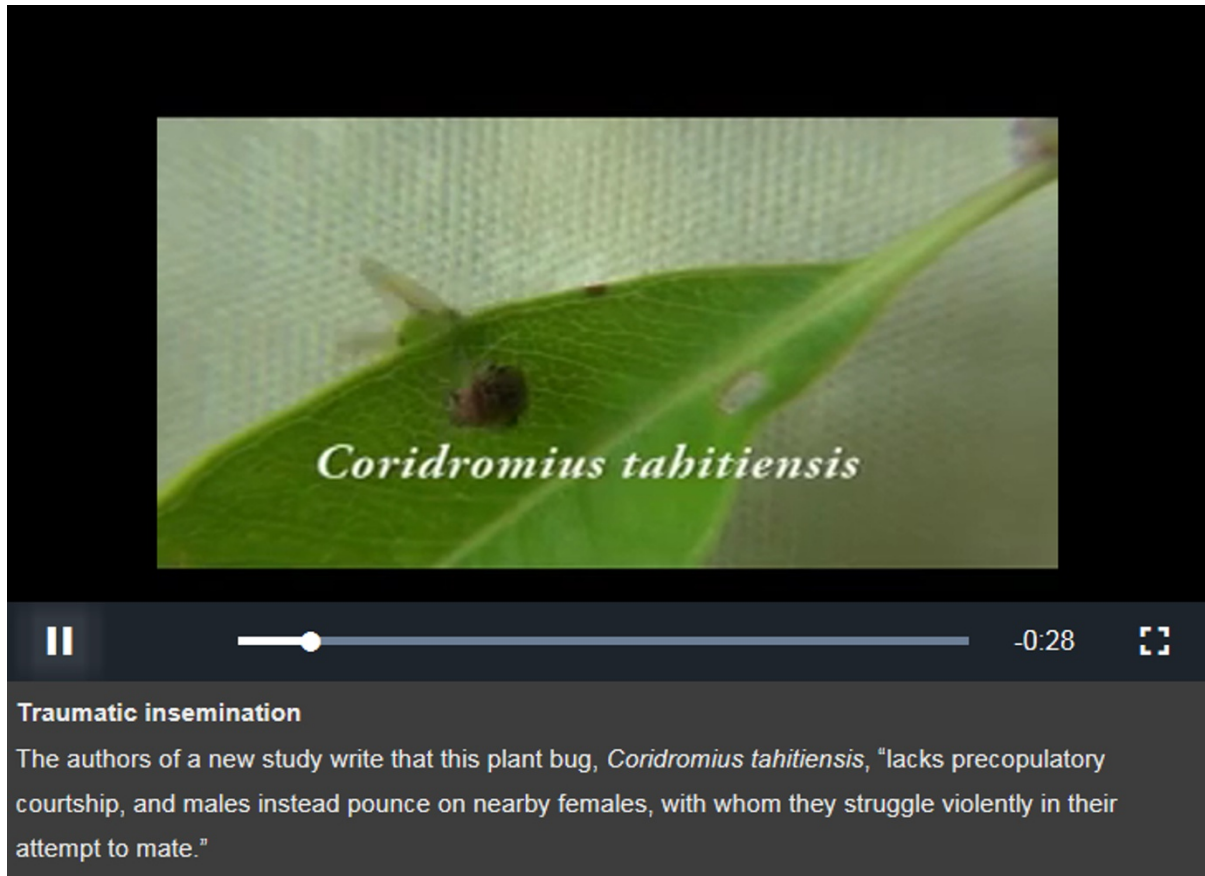 Coridromius tahitiensis
-0:28
Traumatic insemination
The authors of a new study write that this plant bug, Coridromius tahitiensis, “lacks precopulatory
courtship, and males instead pounce on nearby females, with whom they struggle violently in their
attempt to mate.”